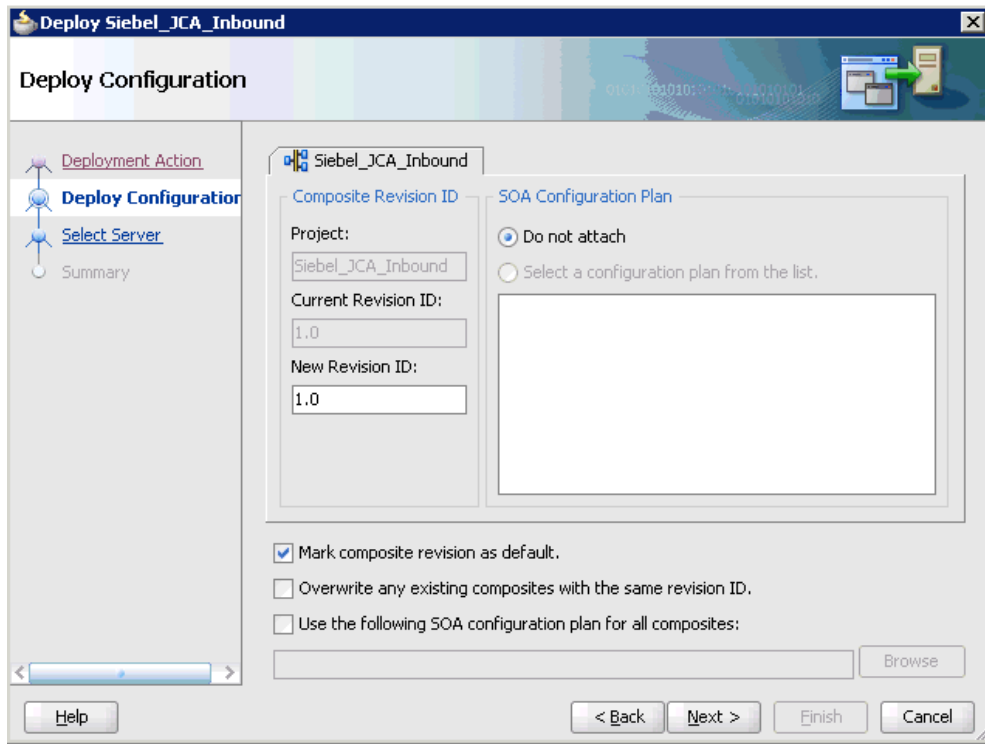 Deploy Siebel_JCA_Inbound
Deploy Configuration
Deployment Action
Deploy Configuration
Select Server
Summary
Siebel_JCA_Inbound
Composite Revision ID
Project:
Siebel_JCA_Inbound
Current Revision ID:
1.0
New Revision ID:
1.0
SOA Configuration Plan
Do not attach
Select a configuration plan from the list.
Mark composite revision as default.
Overwrite any existing composites with the same revision ID.
Use the following SOA configuration plan for all composites:
Browse
Help
< Back
Next >
Finish
Cancel